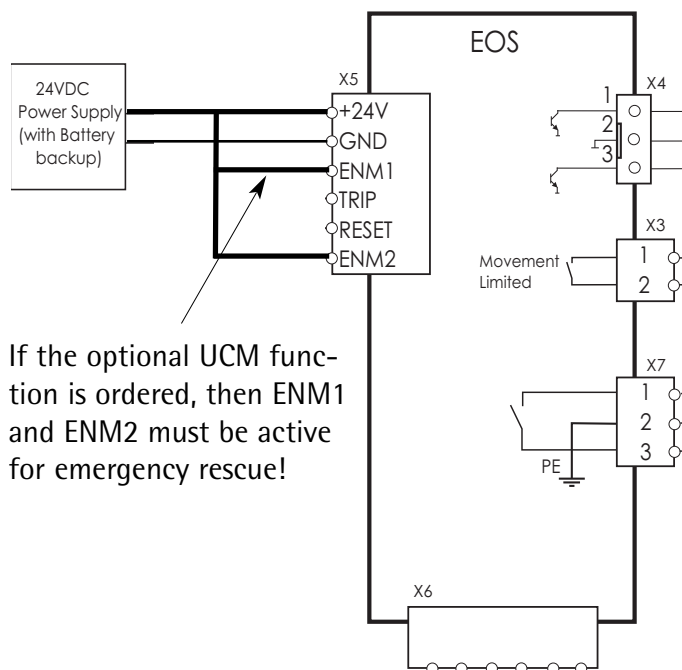 EOS
24VDC
Power Supply
(with Battery
backup)
X5
+24V
GND
ENM1
TRIP
RESET
ENM2
X4
1
2
3
X3
Movement
Limited
1
2
If the optional UCM func-
tion is ordered, then ENM1
and ENM2 must be active
for emergency rescue!
X7
1
2
3
PE
X6